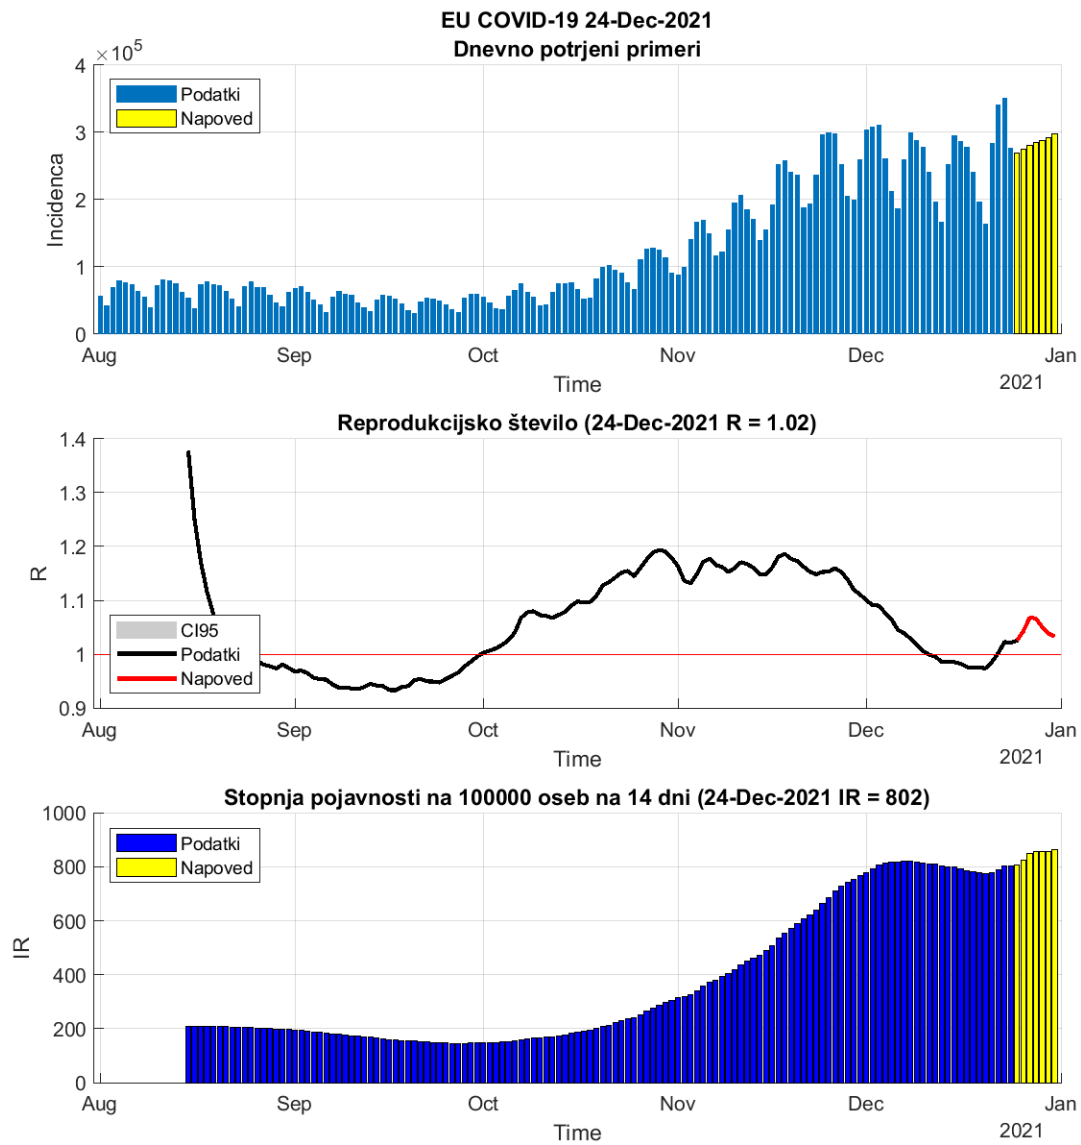 EU COVID-19 24-Dec-2021
Dnevno potrjeni primeri
×10⁵
4
3
2
1
0
Incidenca
Podatki
Napoved
Aug Sep Oct Nov Dec Jan
Time
2021
Reprodukcijsko število (24-Dec-2021 R = 1.02)
1.4
1.3
1.2
1.1
1
0.9
R
CI95
Podatki
Napoved
Aug Sep Oct Nov Dec Jan
Time
2021
Stopnja pojavnosti na 100000 oseb na 14 dni (24-Dec-2021 IR = 802)
1000
800
600
400
200
0
IR
Podatki
Napoved
Aug Sep Oct Nov Dec Jan
Time
2021